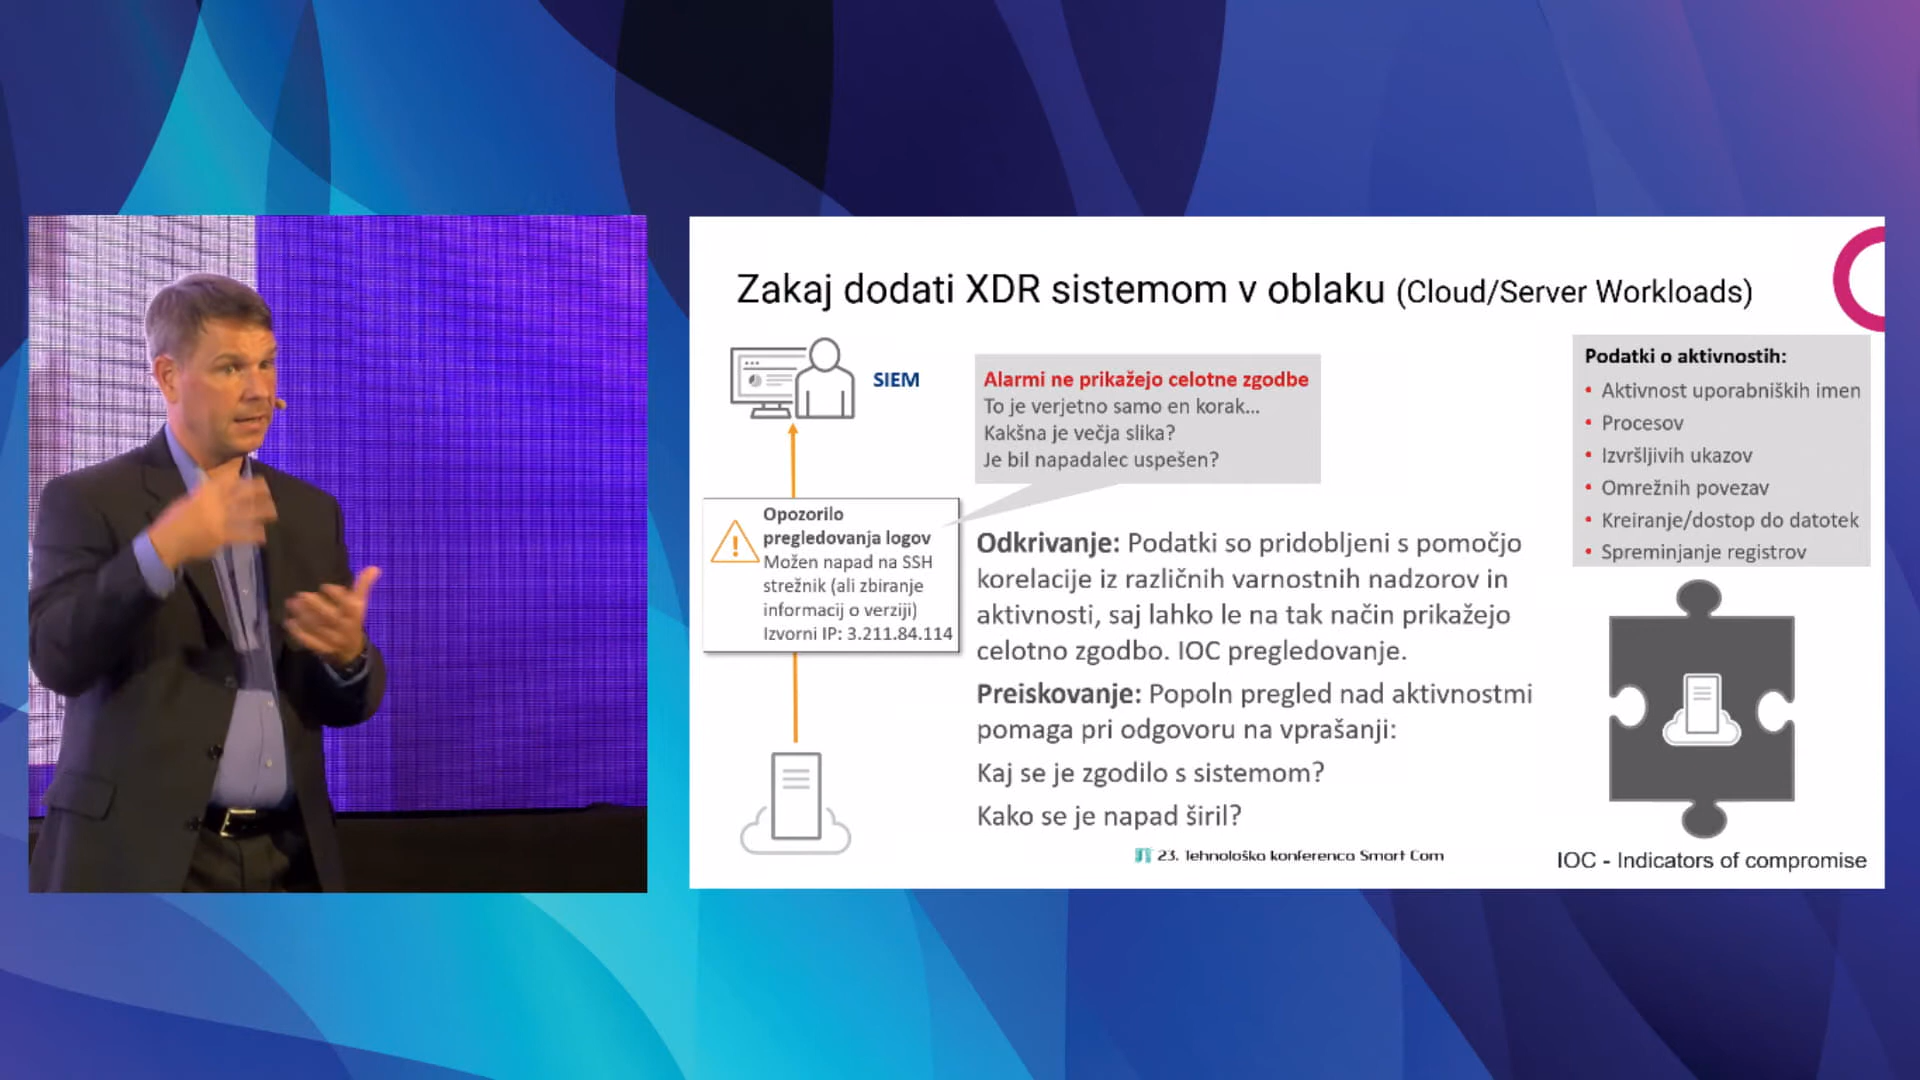 Zakaj dodati XDR sistemom v oblaku (Cloud/Server Workloads)
SIEM
Alarmi ne prikažejo celotne zgodbe
To je verjetno samo en korak...
Kakšna je večja slika?
Je bil napadalec uspešen?
Opozorilo
pregledovanja logov
Možen napad na SSH
strežnik (ali zbiranje
informacij o verziji)
Izvorni IP: 3.211.84.114
Odkrivanje: Podatki so pridobljeni s pomočjo
korelacije iz različnih varnostnih nadzorov in
aktivnosti, saj lahko le na tak način prikažejo
celotno zgodbo. IOC pregledovanje.
Preiskovanje: Popoln pregled nad aktivnostmi
pomaga pri odgovoru na vprašanji:
Kaj se je zgodilo s sistemom?
Kako se je napad širil?
Podatki o aktivnostih:
• Aktivnost uporabniških imen
• Procesov
• Izvršljivih ukazov
• Omrežnih povezav
• Kreiranje/dostop do datotek
• Spreminjanje registrov
23. Tehnološka konferenca Smart Com
IOC - Indicators of compromise